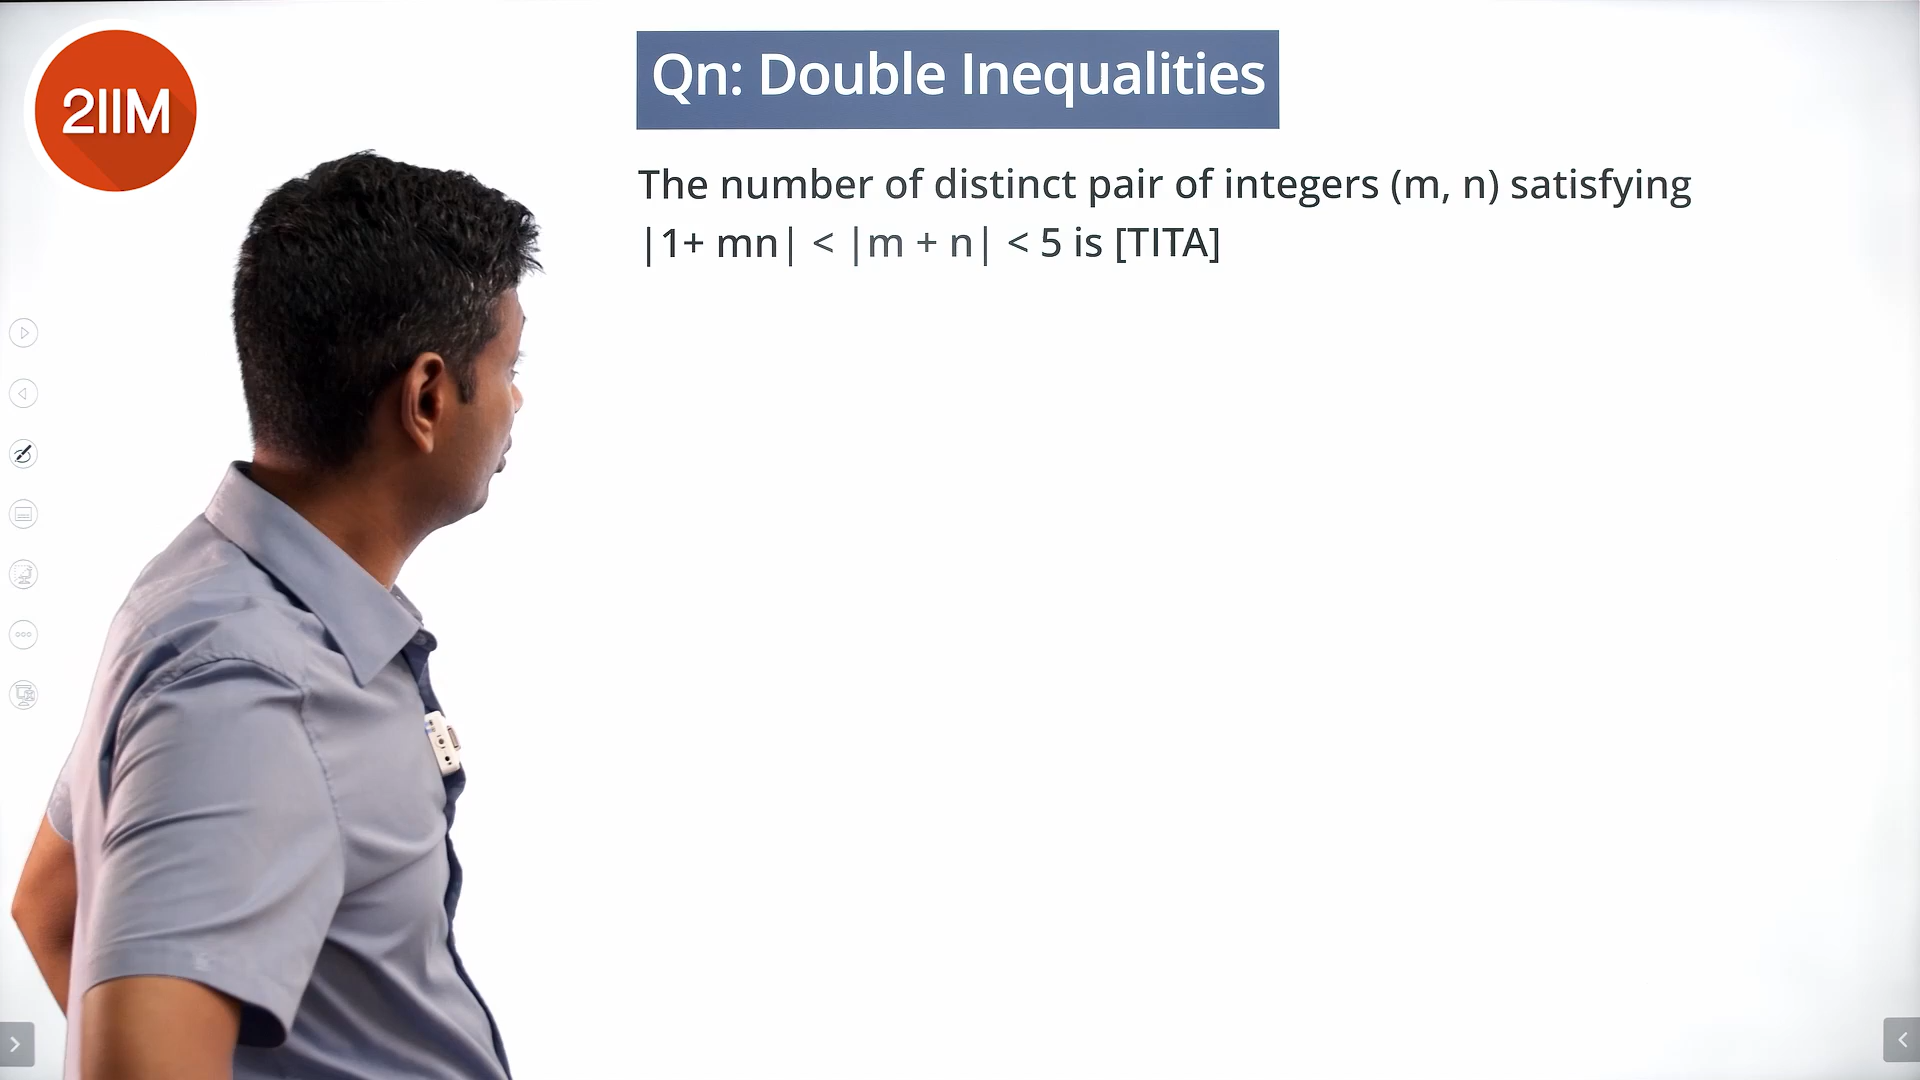 2IIM
Qn: Double Inequalities
The number of distinct pair of integers (m, n) satisfying
|1+ mn| < |m + n| < 5 is [TITA]